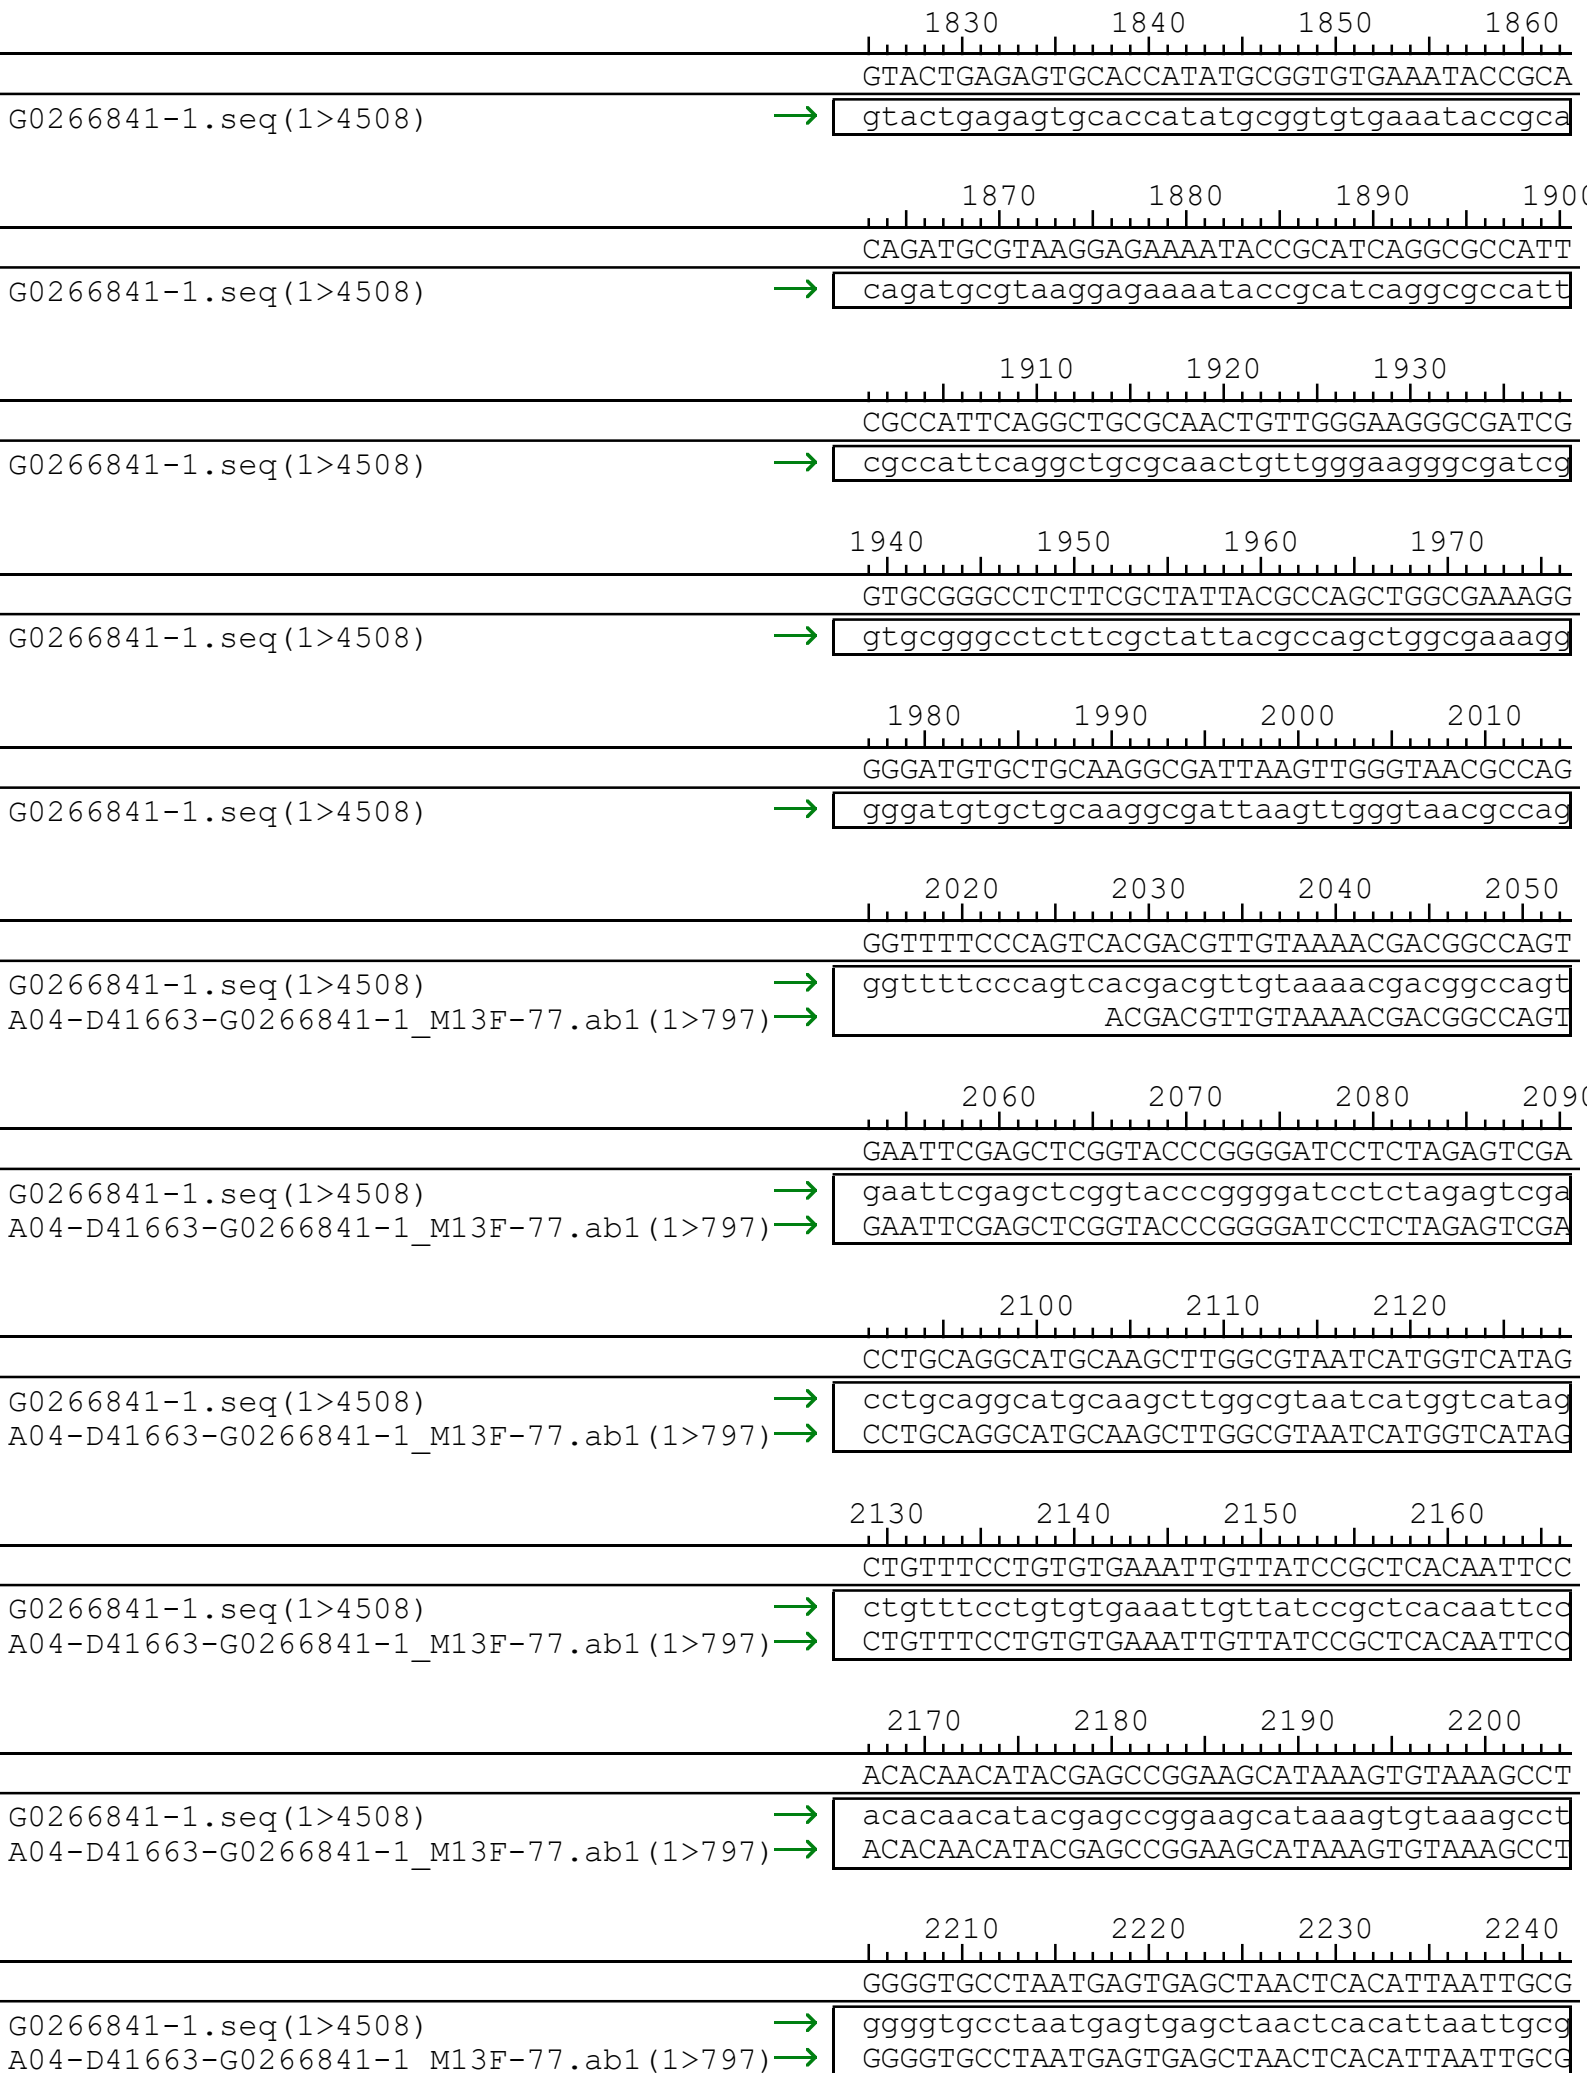 1830 1840 1850 1860
GTACTGAGAGTGCACCATATGCGGTGTGAAATACCGCA
G0266841-1.seq(1>4508) → gtactgagagtgcaccatatgcggtgtgaaataccgca
1870 1880 1890 1900
CAGATGCGTAAGGAGAAAATACCGCATCAGGCGCCATT
G0266841-1.seq(1>4508) → cagatgcgtaaggagaaaataccgcatcaggcgccatt
1910 1920 1930
CGCCATTCAGGCTGCGCAACTGTTGGGAAGGGCGATCG
G0266841-1.seq(1>4508) → cgccattcaggctgcgcaactgttgggaagggcgatcg
1940 1950 1960 1970
GTGCGGGCCTCTTCGCTATTACGCCAGCTGGCGAAAGG
G0266841-1.seq(1>4508) → gtgcgggcctcttcgctattacgccagctggcgaaagg
1980 1990 2000 2010
GGGATGTGCTGCAAGGCGATTAAGTTGGGTAACGCCAG
G0266841-1.seq(1>4508) → gggatgtgctgcaaggcgattaagttgggtaacgccag
2020 2030 2040 2050
GGTTTTCCCAGTCACGACGTTGTAAAACGACGGCCAGT
G0266841-1.seq(1>4508) → ggttttcccagtcacgacgttgtaaaacgacggccagt
A04-D41663-G0266841-1_M13F-77.ab1(1>797) → ACGACGTTGTAAAACGACGGCCAGT
2060 2070 2080 2090
GAATTCGAGCTCGGTACCCGGGGATCCTCTAGAGTCGA
G0266841-1.seq(1>4508) → gaattcgagctcggtacccggggatcctctagagtcga
A04-D41663-G0266841-1_M13F-77.ab1(1>797) → GAATTCGAGCTCGGTACCCGGGGATCCTCTAGAGTCGA
2100 2110 2120
CCTGCAGGCATGCAAGCTTGGCGTAATCATGGTCATAG
G0266841-1.seq(1>4508) → cctgcaggcatgcaagcttggcgtaatcatggtcatag
A04-D41663-G0266841-1_M13F-77.ab1(1>797) → CCTGCAGGCATGCAAGCTTGGCGTAATCATGGTCATAG
2130 2140 2150 2160
CTGTTTCCTGTGTGAAATTGTTATCCGCTCACAATTCC
G0266841-1.seq(1>4508) → ctgtttcctgtgtgaaattgttatccgctcacaattcc
A04-D41663-G0266841-1_M13F-77.ab1(1>797) → CTGTTTCCTGTGTGAAATTGTTATCCGCTCACAATTCC
2170 2180 2190 2200
ACACAACATACGAGCCGGAAGCATAAAGTGTAAAGCCT
G0266841-1.seq(1>4508) → acacaacatacgagccggaagcataaagtgtaaagcct
A04-D41663-G0266841-1_M13F-77.ab1(1>797) → ACACAACATACGAGCCGGAAGCATAAAGTGTAAAGCCT
2210 2220 2230 2240
GGGGTGCCTAATGAGTGAGCTAACTCACATTAATTGCG
G0266841-1.seq(1>4508) → ggggtgcctaatgagtgagctaactcacattaattgcg
A04-D41663-G0266841-1 M13F-77.ab1(1>797) → GGGGTGCCTAATGAGTGAGCTAACTCACATTAATTGCG